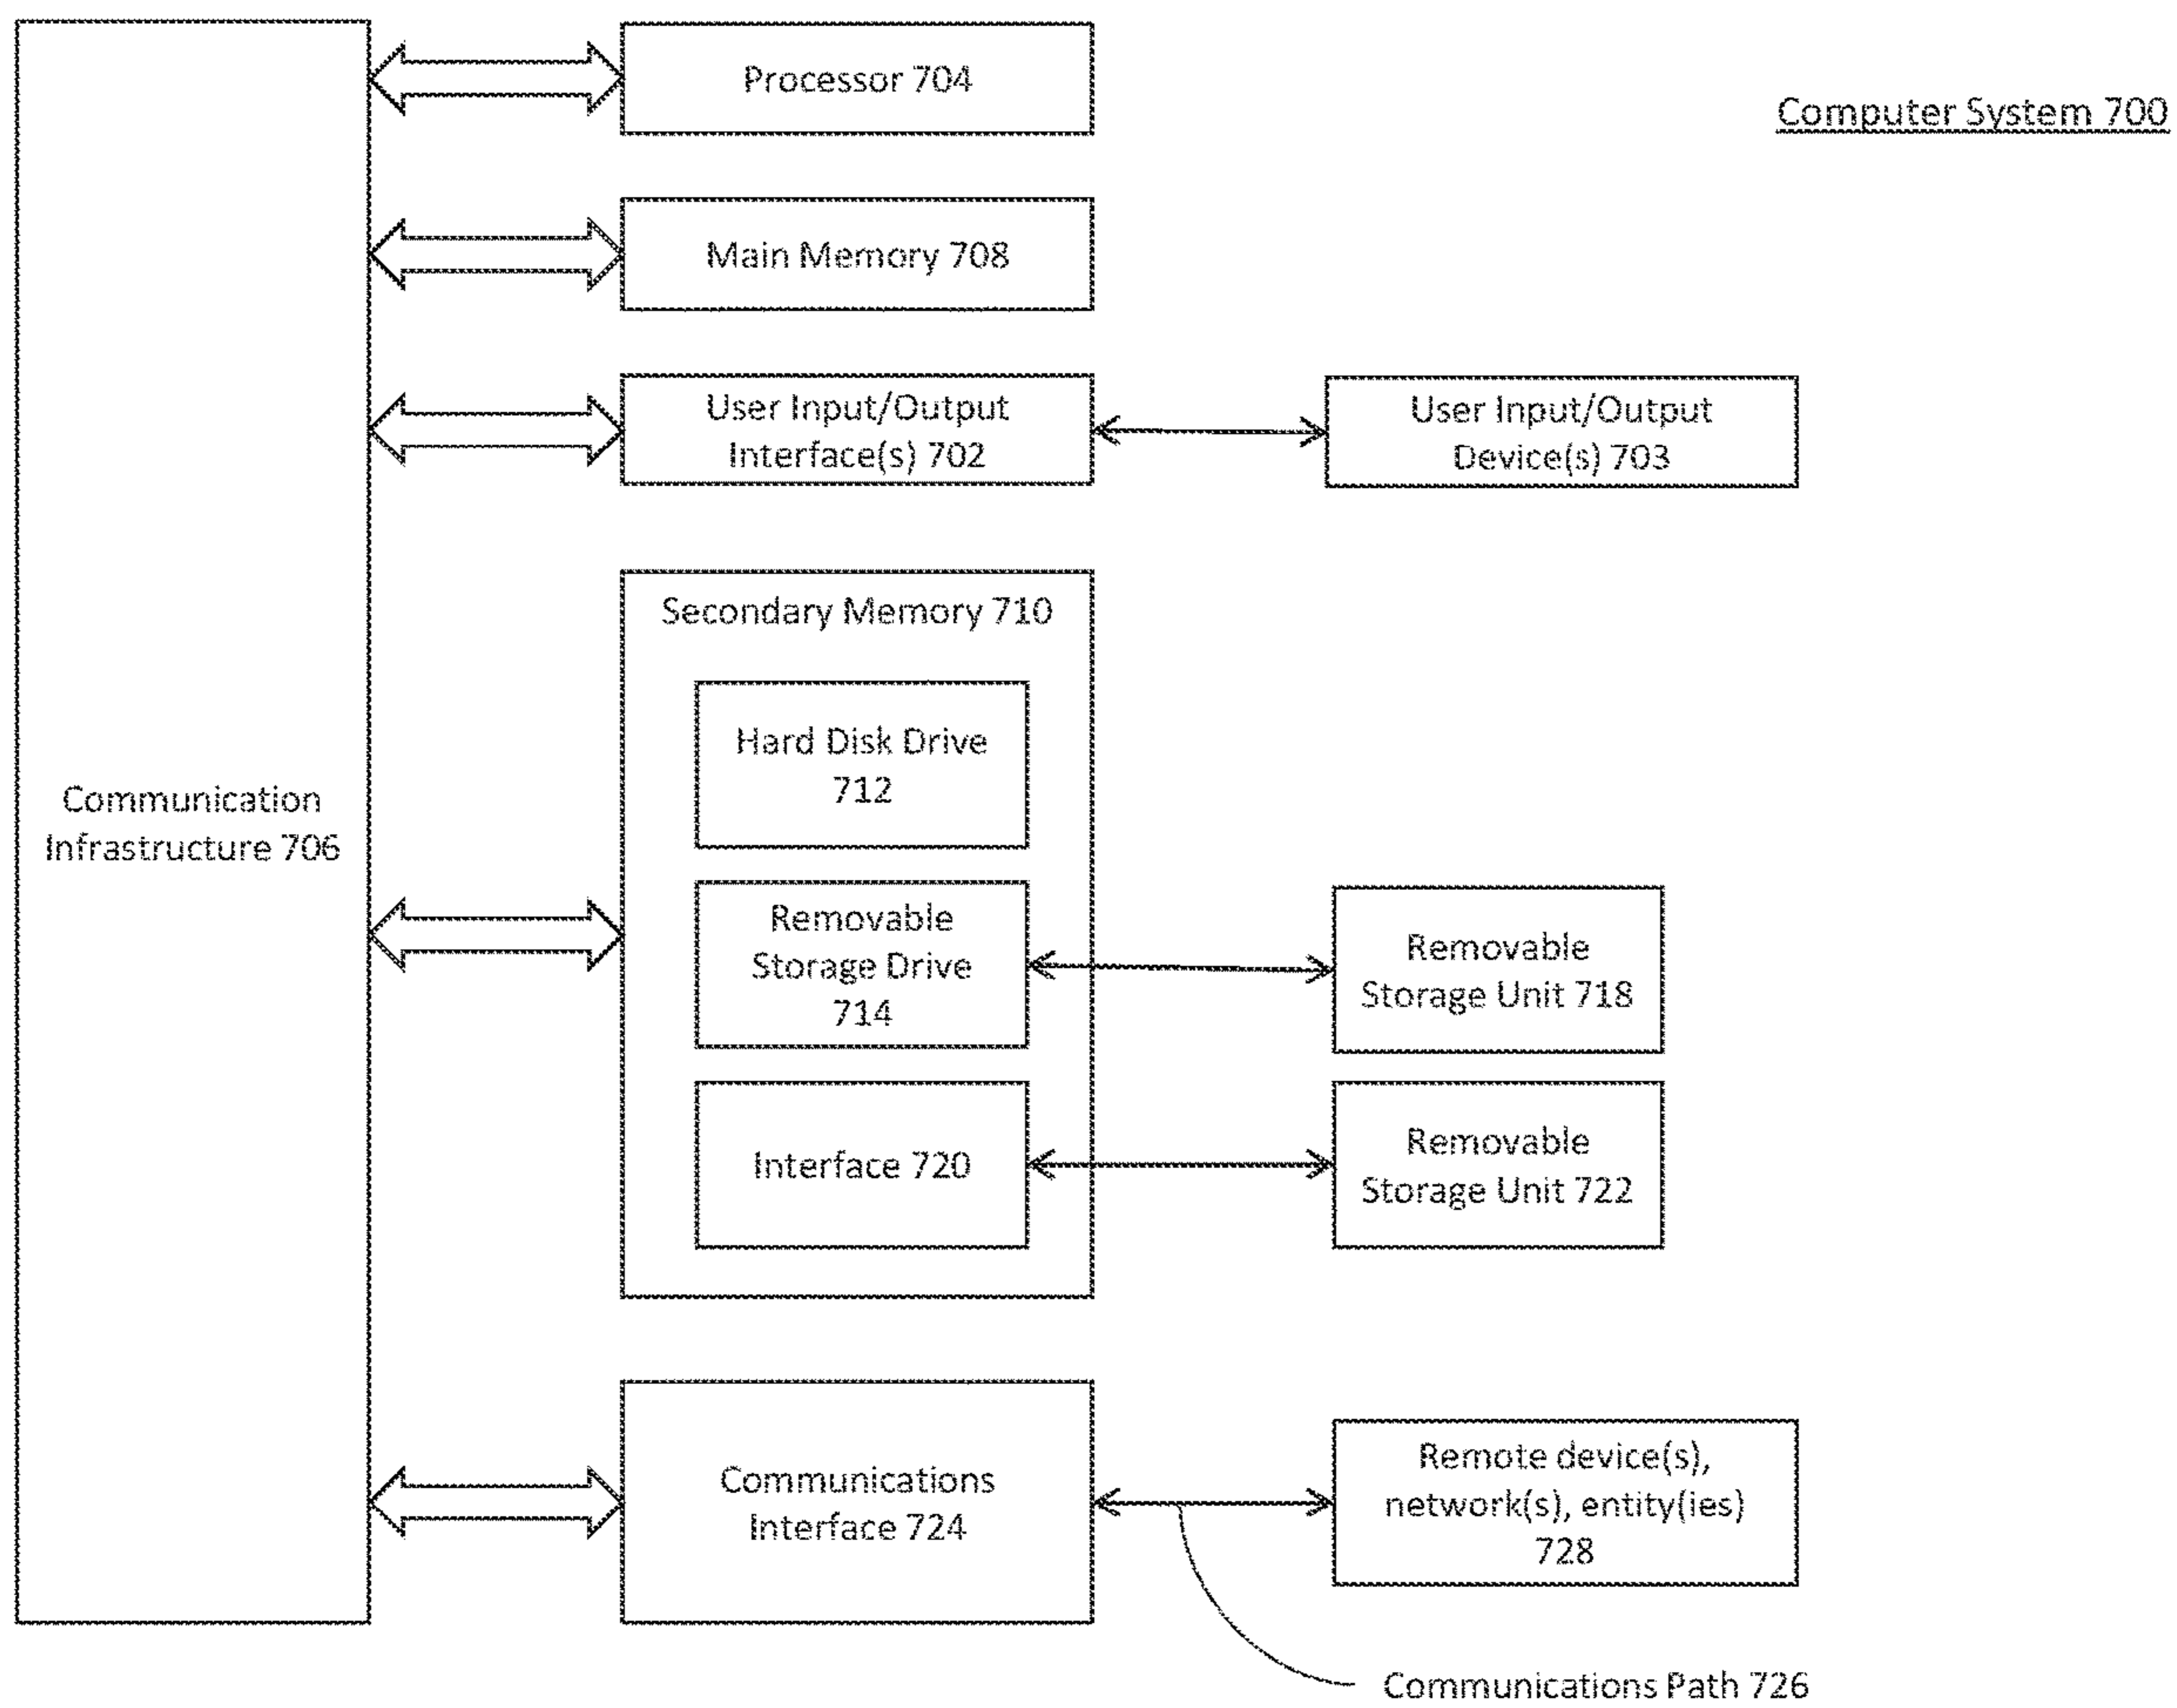 Processor 704
Computer System 700
Main Memory 708
User Input/Output
Interface(s) 702
User Input/Output
Device(s) 703
Secondary Memory 710
Hard Disk Drive
712
Communication
Infrastructure 706
Removable
Storage Drive
714
Removable
Storage Unit 718
Interface 720
Removable
Storage Unit 722
Communications
Interface 724
Remote device(s),
network(s), entity(ies)
728
Communications Path 726